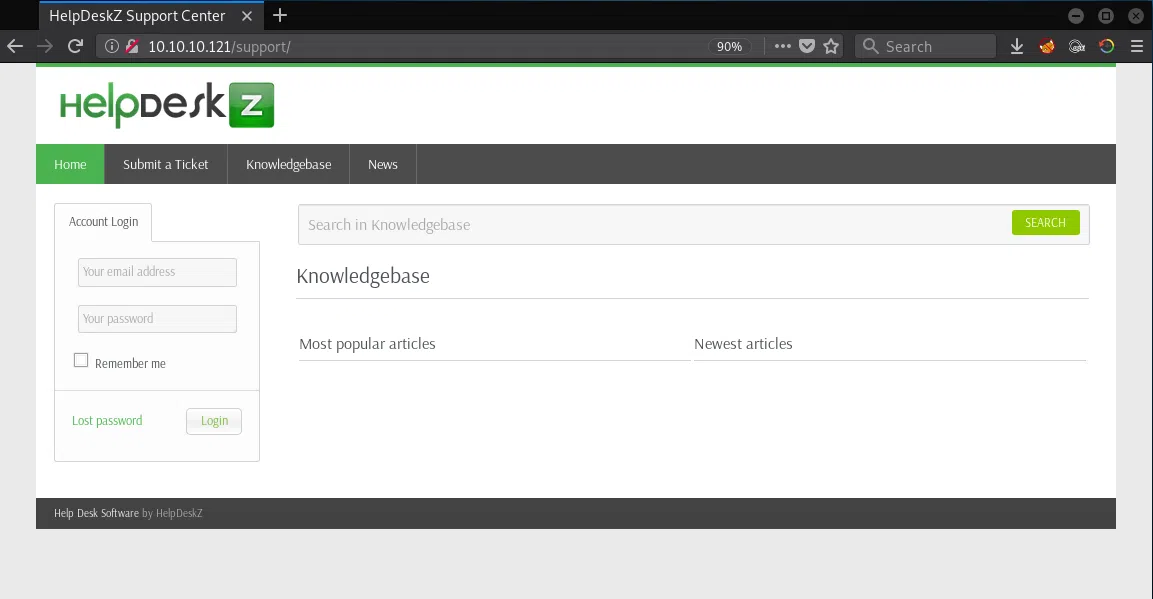 HelpDeskZ Support Center
10.10.10.121/support/
90%
Search
HelpDesk Z
Home
Submit a Ticket
Knowledgebase
News
Account Login
Your email address
Your password
Remember me
Lost password
Login
Search in Knowledgebase
SEARCH
Knowledgebase
Most popular articles
Newest articles
Help Desk Software by HelpDeskZ